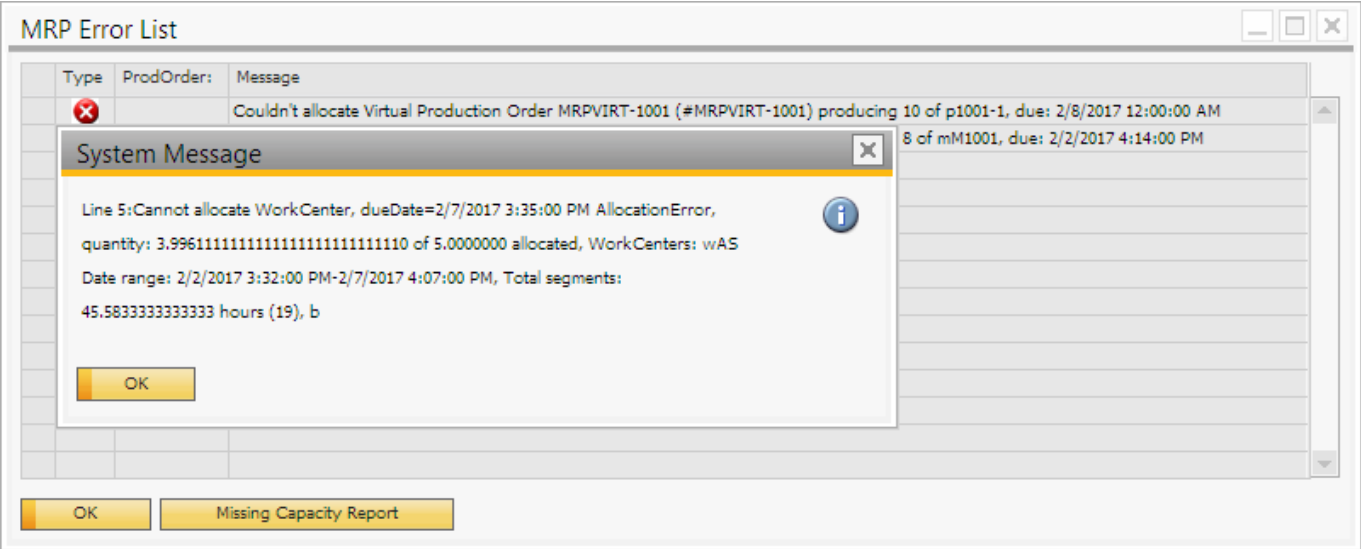 MRP Error List
Type ProdOrder: Message
Couldn't allocate Virtual Production Order MRPVIRT-1001 (#MRPVIRT-1001) producing 10 of p1001-1, due: 2/8/2017 12:00:00 AM
8 of mM1001, due: 2/2/2017 4:14:00 PM
System Message
Line 5:Cannot allocate WorkCenter, dueDate=2/7/2017 3:35:00 PM AllocationError,
quantity: 3.9961111111111111111111111110 of 5.0000000 allocated, WorkCenters: wAS
Date range: 2/2/2017 3:32:00 PM-2/7/2017 4:07:00 PM, Total segments:
45.5833333333333 hours (19), b
OK
OK Missing Capacity Report